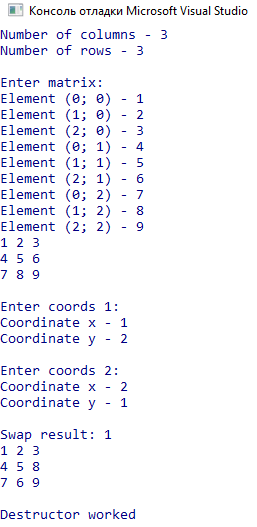 Консоль отладки Microsoft Visual Studio
Number of columns - 3
Number of rows - 3
Enter matrix:
Element (0; 0) - 1
Element (1; 0) - 2
Element (2; 0) - 3
Element (0; 1) - 4
Element (1; 1) - 5
Element (2; 1) - 6
Element (0; 2) - 7
Element (1; 2) - 8
Element (2; 2) - 9
1 2 3
4 5 6
7 8 9
Enter coords 1:
Coordinate x - 1
Coordinate y - 2
Enter coords 2:
Coordinate x - 2
Coordinate y - 1
Swap result: 1
1 2 3
4 5 8
7 6 9
Destructor worked